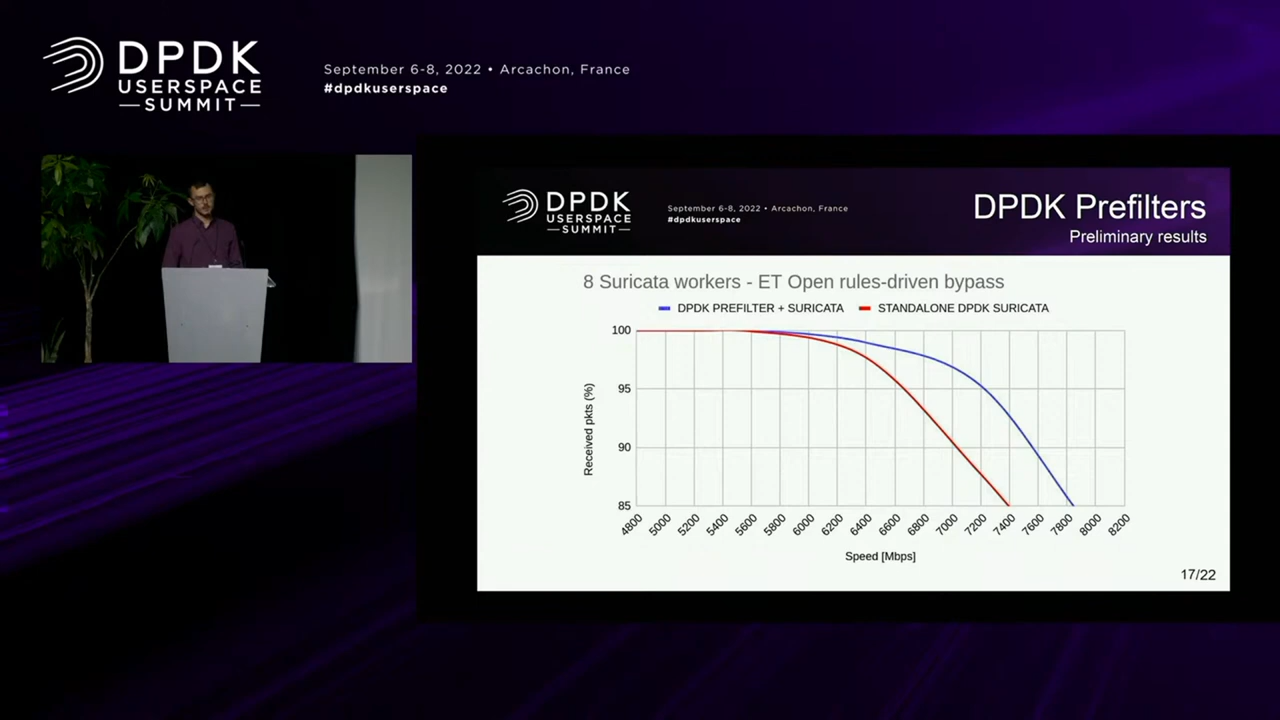 DPDK
USERSPACE
SUMMIT
September 6-8, 2022 • Arcachon, France
#dpdkuserspace
DPDK
USERSPACE
SUMMIT
September 6-8, 2022 • Arcachon, France
#dpdkuserspace
DPDK Prefilters
Preliminary results
8 Suricata workers - ET Open rules-driven bypass
DPDK PREFILTER + SURICATA STANDALONE DPDK SURICATA
100
95
90
85
Received pkts (%)
4800 5000 5200 5400 5600 5800 6000 6200 6400 6600 6800 7000 7200 7400 7600 7800 8000 8200
Speed [Mbps]
17/22